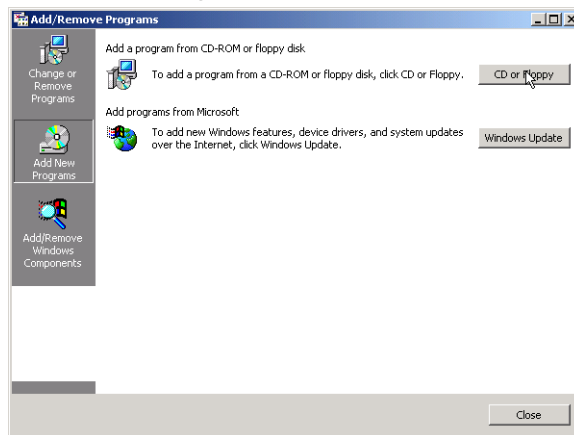 Add/Remove Programs
Change or
Remove
Programs
Add New
Programs
Add/Remove
Windows
Components
Add a program from CD-ROM or floppy disk
To add a program from a CD-ROM or floppy disk, click CD or Floppy.
CD or Floppy
Add programs from Microsoft
To add new Windows features, device drivers, and system updates
over the Internet, click Windows Update.
Windows Update
Close